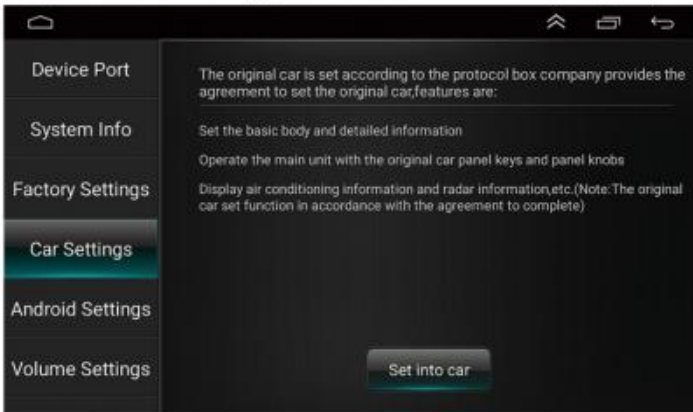 Device Port
System Info
Factory Settings
Car Settings
Android Settings
Volume Settings
The original car is set according to the protocol box company provides the
agreement to set the original car,features are:
Set the basic body and detailed information
Operate the main unit with the original car panel keys and panel knobs
Display air conditioning information and radar information,etc.(Note:The original
car set function in accordance with the agreement to complete)
Set into car